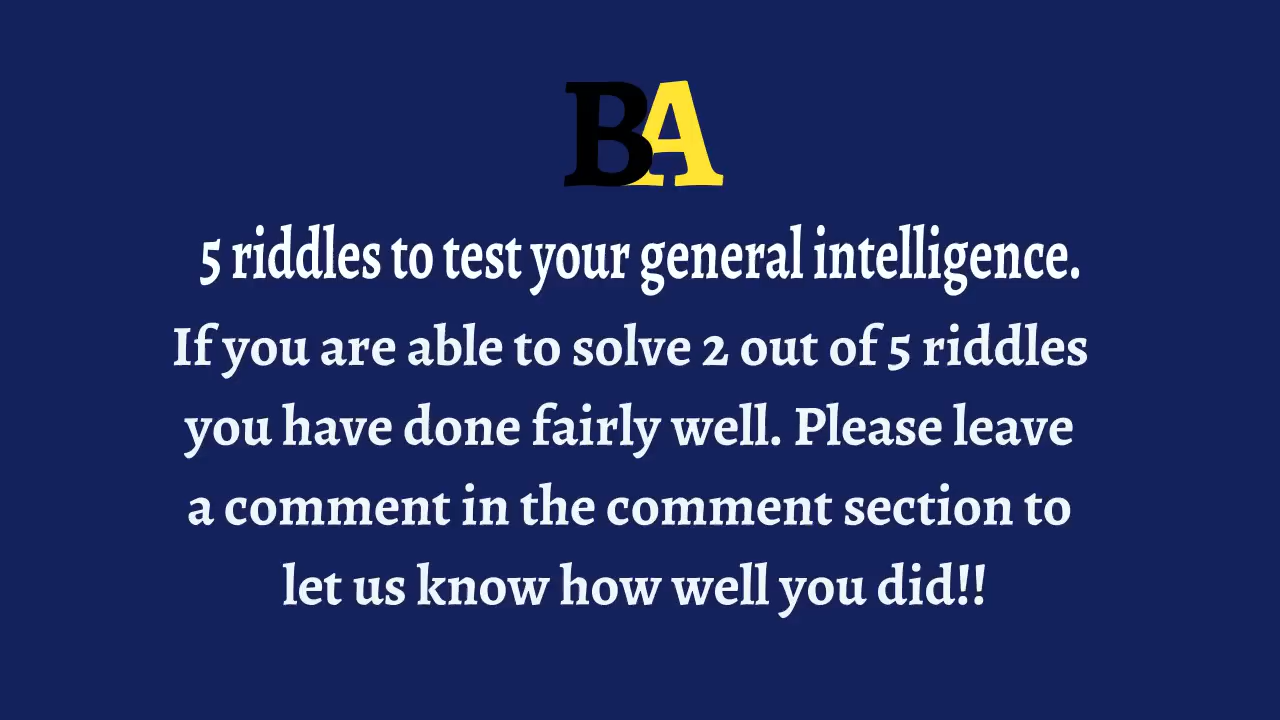 BA
5 riddles to test your general intelligence.
If you are able to solve 2 out of 5 riddles
you have done fairly well. Please leave
a comment in the comment section to
let us know how well you did!!